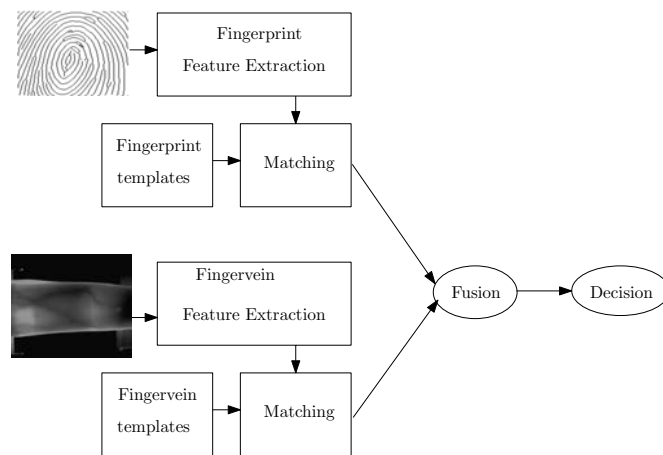 Fingerprint
Feature Extraction
Fingerprint
templates
Matching
Fingervein
Feature Extraction
Fusion
Decision
Fingervein
templates
Matching